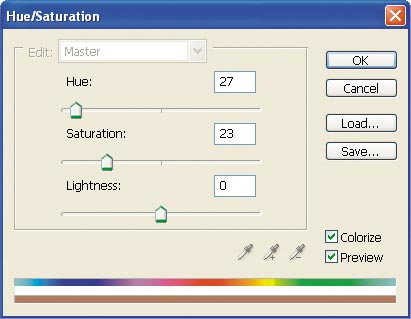 Hue/Saturation
Edit: Master
Hue: 27
Saturation: 23
Lightness: 0
OK
Cancel
Load...
Save...
Colorize
Preview